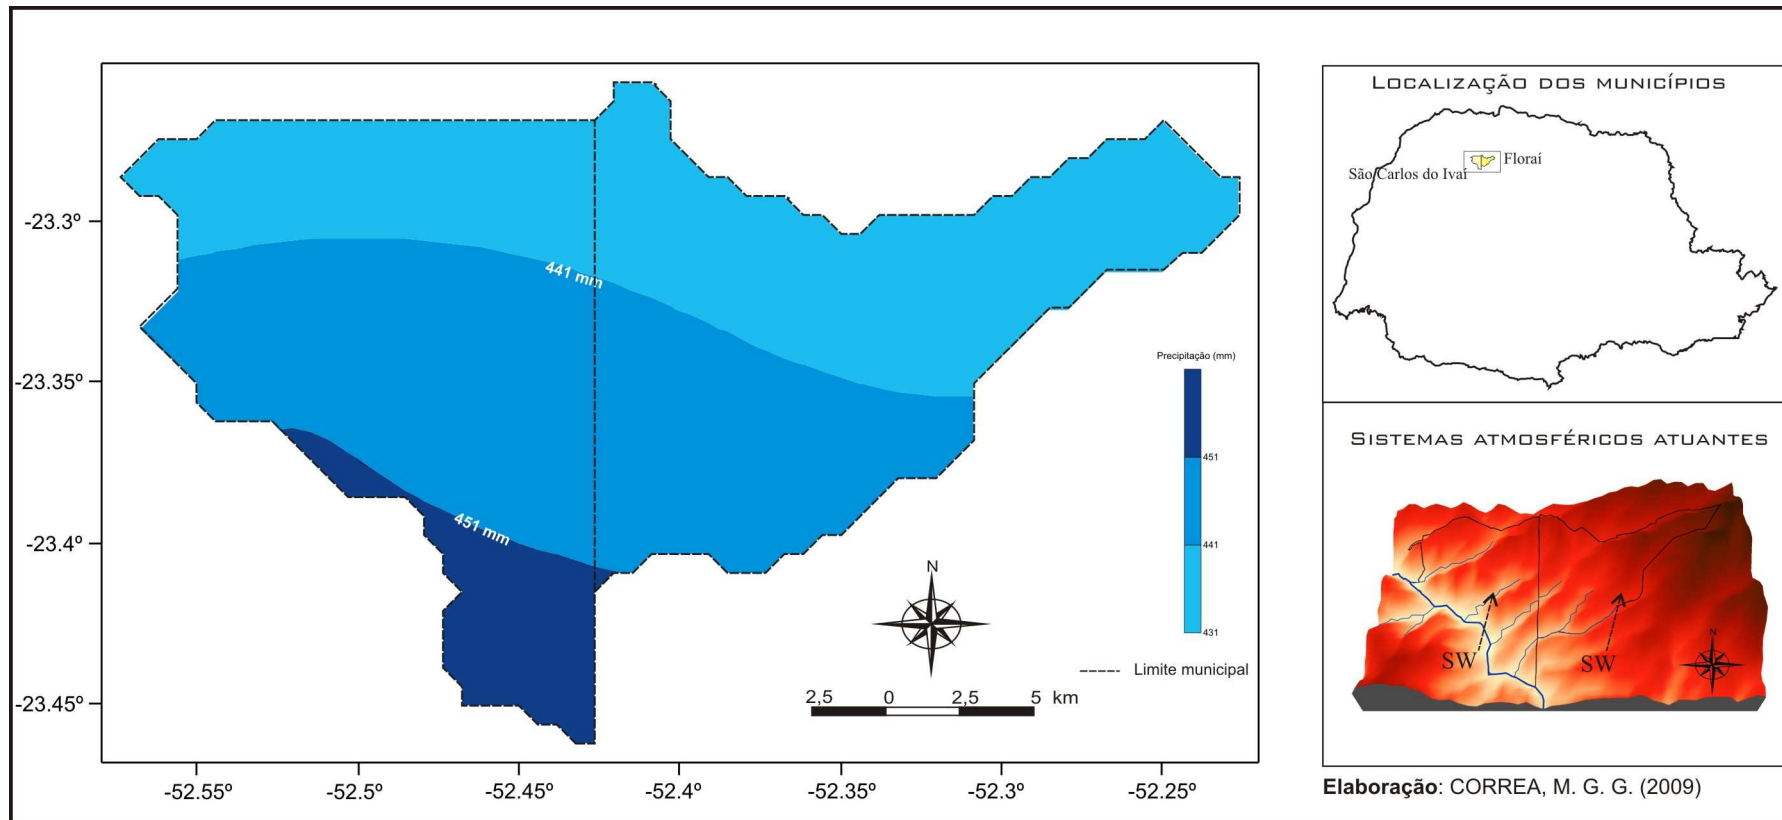 -23.3º
-23.35º
-23.4º
-23.45º
-52.55º
-52.5º
-52.45º
-52.4º
-52.35º
-52.3º
-52.25º
441 mm
451 mm
Precipitação (mm)
451
441
431
N
Limite municipal
2,5 0 2,5 5 km
LOCALIZAÇÃO DOS MUNICÍPIOS
Floraí
São Carlos do Ivaí
SISTEMAS ATMOSFÉRICOS ATUANTES
N
SW
SW
Elaboração: CORREA, M. G. G. (2009)